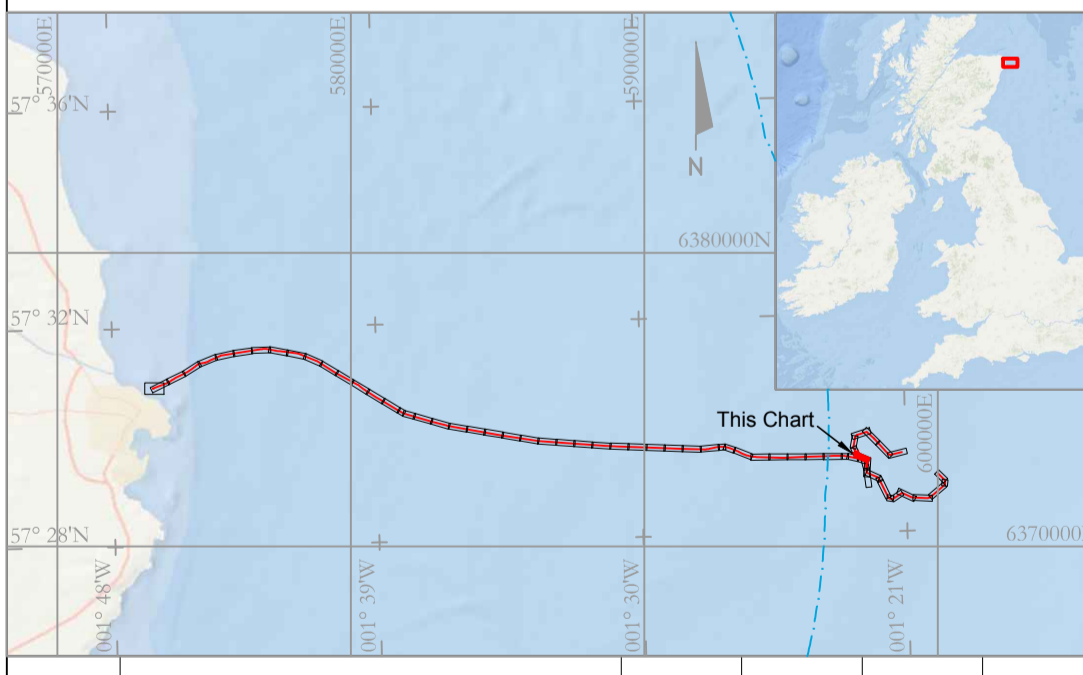 570000E
580000E
590000E
57° 36'N
N
6380000N
57° 32'N
This Chart
600000E
57° 28'N
6370000
001° 48'W
001° 39'W
001° 30'W
001° 21'W